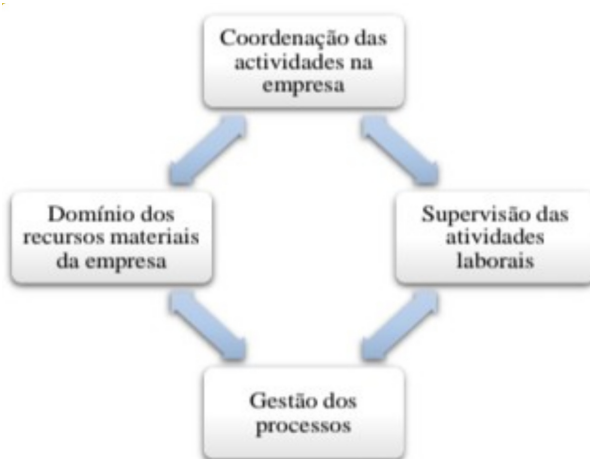 Coordenação das
actividades na
empresa
Domínio dos
recursos materiais
da empresa
Supervisão das
atividades
laborais
Gestão dos
processos